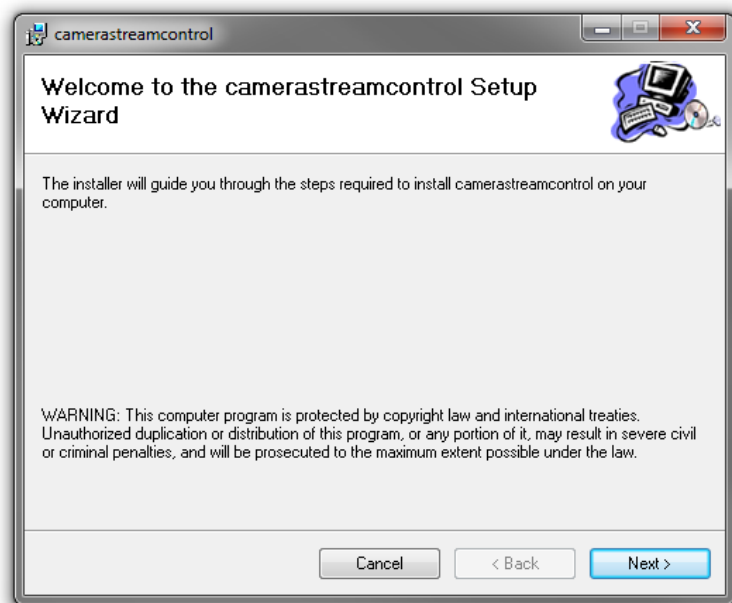 camerastreamcontrol
Welcome to the camerastreamcontrol Setup
Wizard
The installer will guide you through the steps required to install camerastreamcontrol on your
computer.
WARNING: This computer program is protected by copyright law and international treaties.
Unauthorized duplication or distribution of this program, or any portion of it, may result in severe civil
or criminal penalties, and will be prosecuted to the maximum extent possible under the law.
Cancel
< Back
Next >